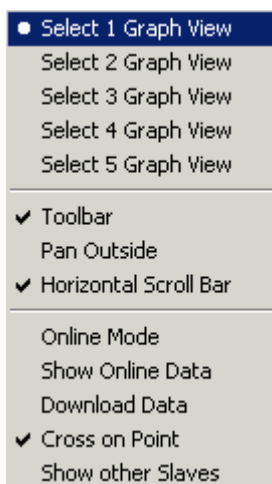 Select 1 Graph View
Select 2 Graph View
Select 3 Graph View
Select 4 Graph View
Select 5 Graph View
Toolbar
Pan Outside
Horizontal Scroll Bar
Online Mode
Show Online Data
Download Data
Cross on Point
Show other Slaves